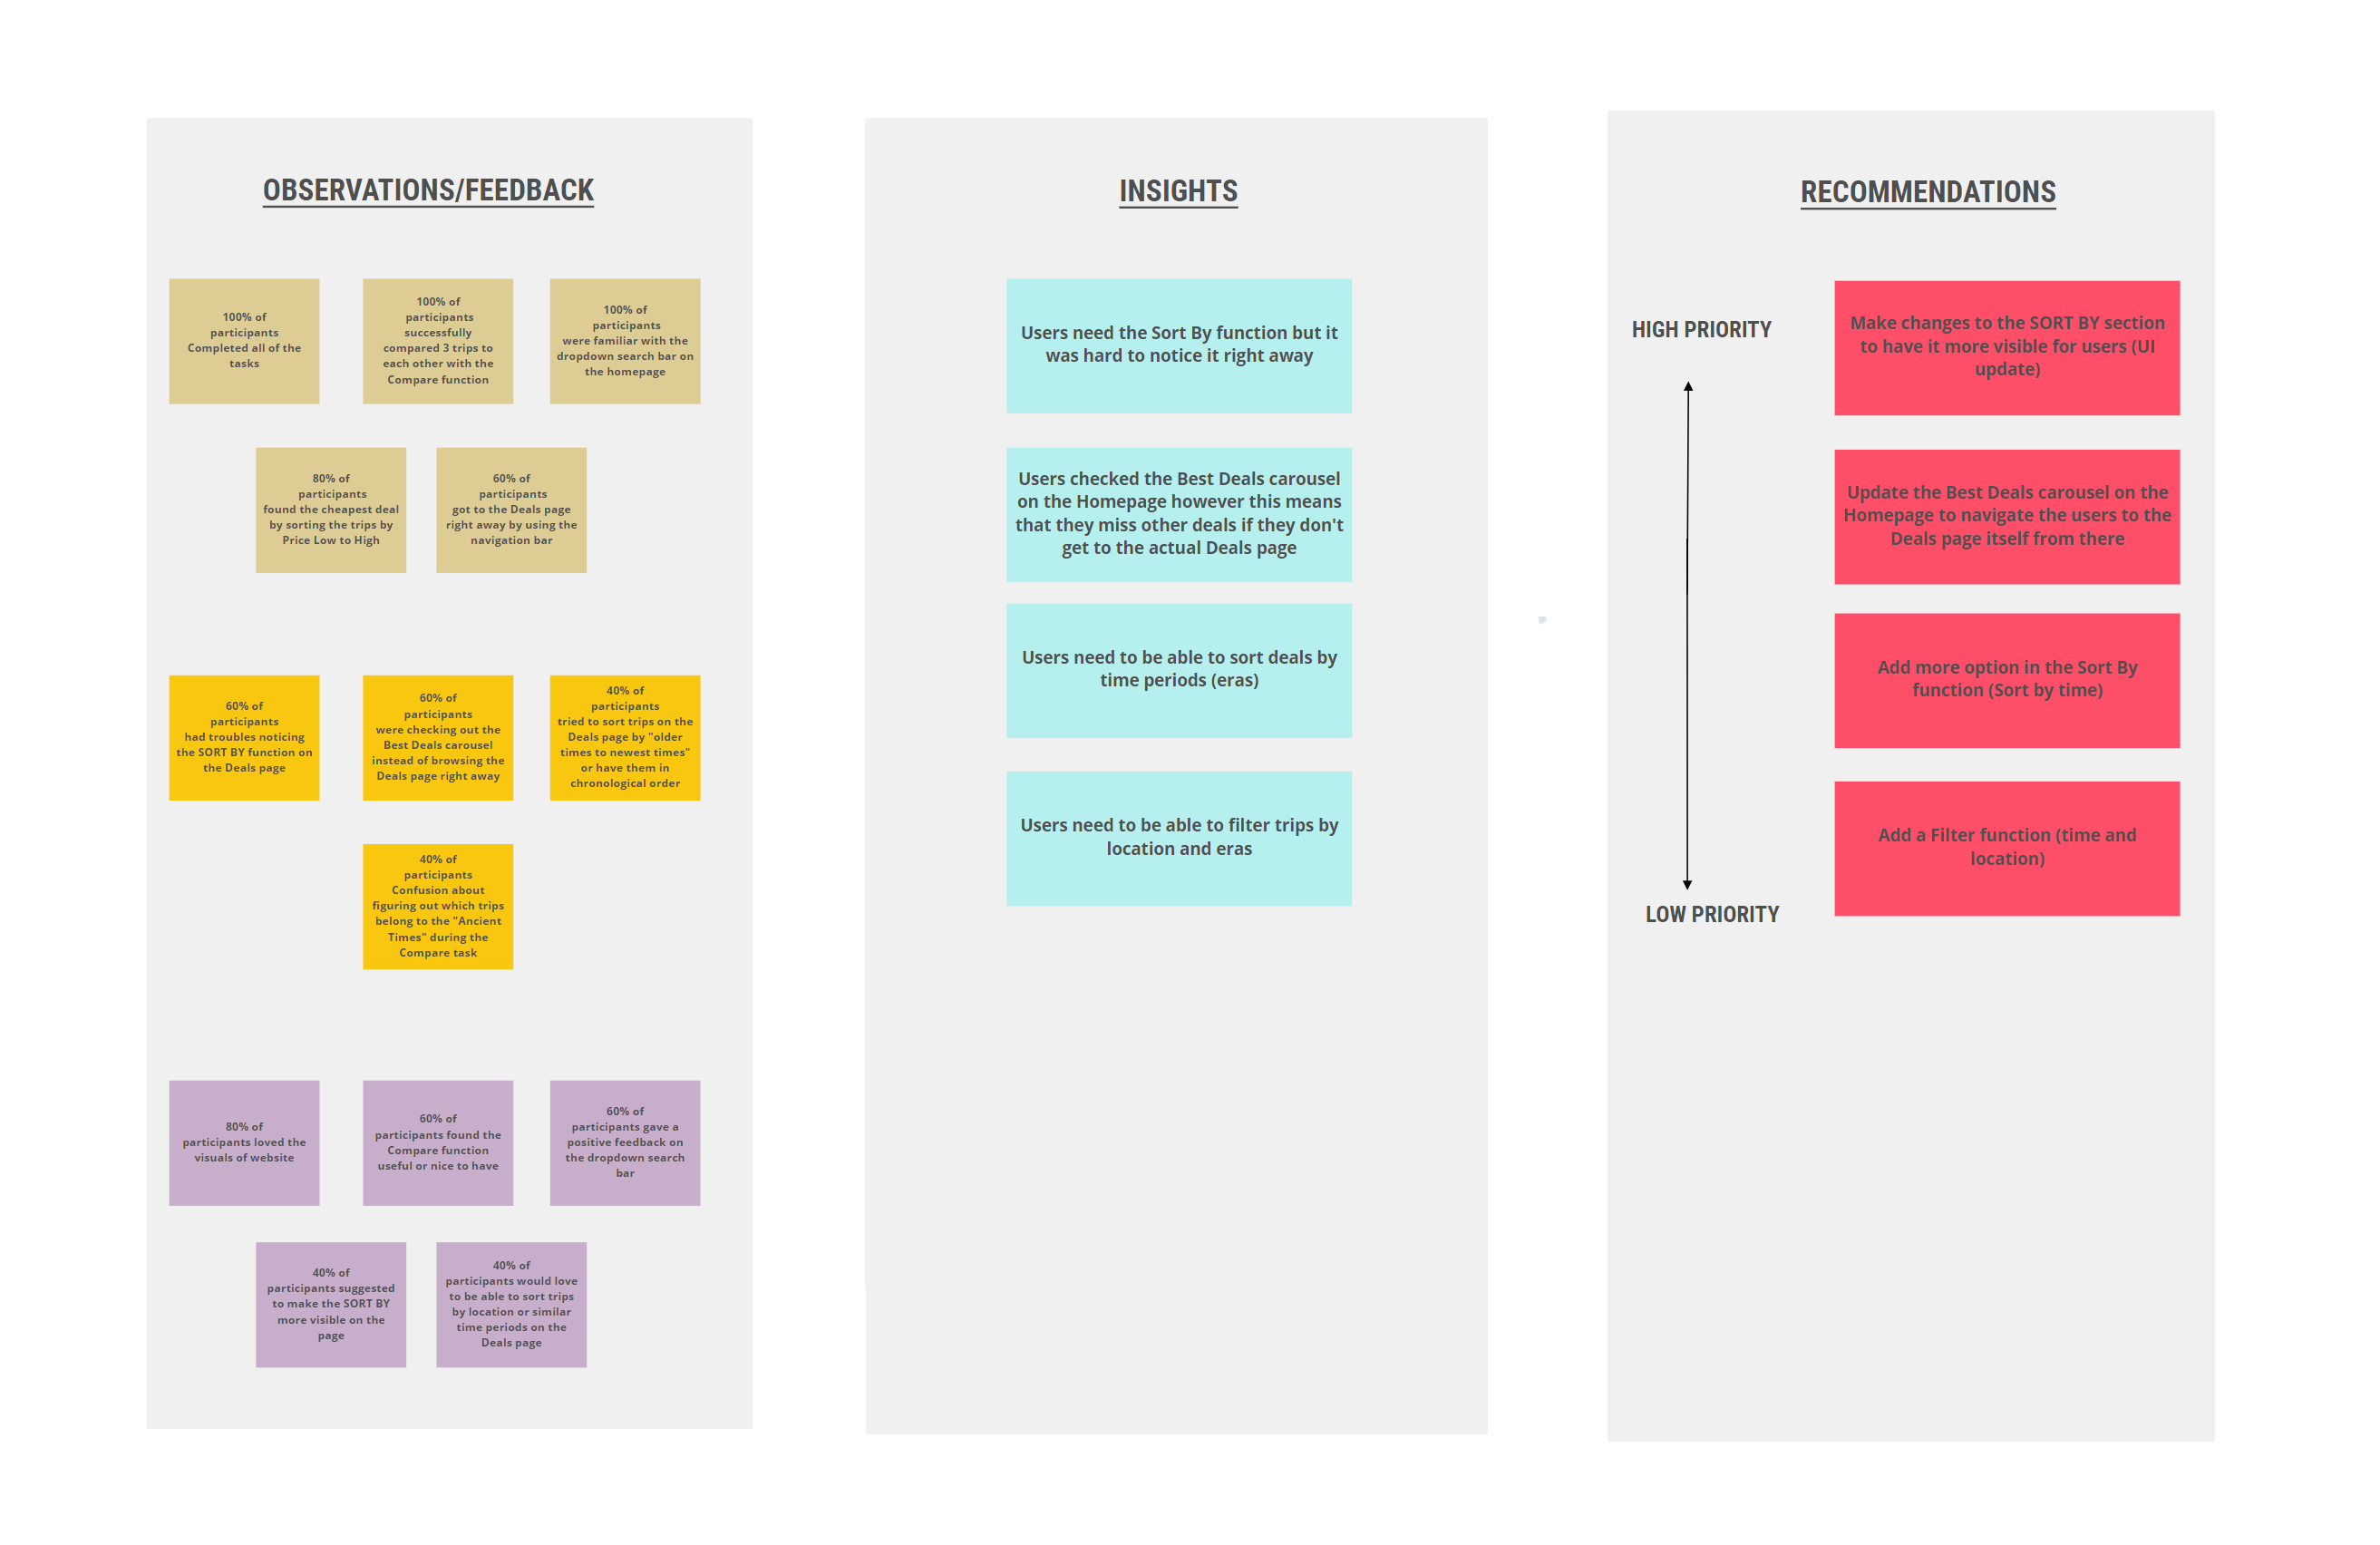 OBSERVATIONS/FEEDBACK
100% of
participants
Completed all of the
tasks
100% of
participants
successfully
compared 3 trips to
each other with the
Compare function
100% of
participants
were familiar with the
dropdown search bar on
the homepage
80% of
participants
found the cheapest deal
by sorting the trips by
Price Low to High
60% of
participants
got to the Deals page
right away by using the
navigation bar
60% of
participants
had troubles noticing
the SORT BY function on
the Deals page
60% of
participants
were checking out the
Best Deals carousel
instead of browsing the
Deals page right away
40% of
participants
tried to sort trips on the
Deals page by "older
times to newest times"
or have them in
chronological order
40% of
participants
Confusion about
figuring out which trips
belong to the "Ancient
Times" during the
Compare task
80% of
participants loved the
visuals of website
60% of
participants found the
Compare function
useful or nice to have
60% of
participants gave a
positive feedback on
the dropdown search
bar
40% of
participants suggested
to make the SORT BY
more visible on the
page
40% of
participants would love
to be able to sort trips
by location or similar
time periods on the
Deals page
INSIGHTS
Users need the Sort By function but it
was hard to notice it right away
Users checked the Best Deals carousel
on the Homepage however this means
that they miss other deals if they don't
get to the actual Deals page
Users need to be able to sort deals by
time periods (eras)
Users need to be able to filter trips by
location and eras
RECOMMENDATIONS
HIGH PRIORITY
Make changes to the SORT BY section
to have it more visible for users (UI
update)
Update the Best Deals carousel on the
Homepage to navigate the users to the
Deals page itself from there
Add more option in the Sort By
function (Sort by time)
Add a Filter function (time and
location)
LOW PRIORITY